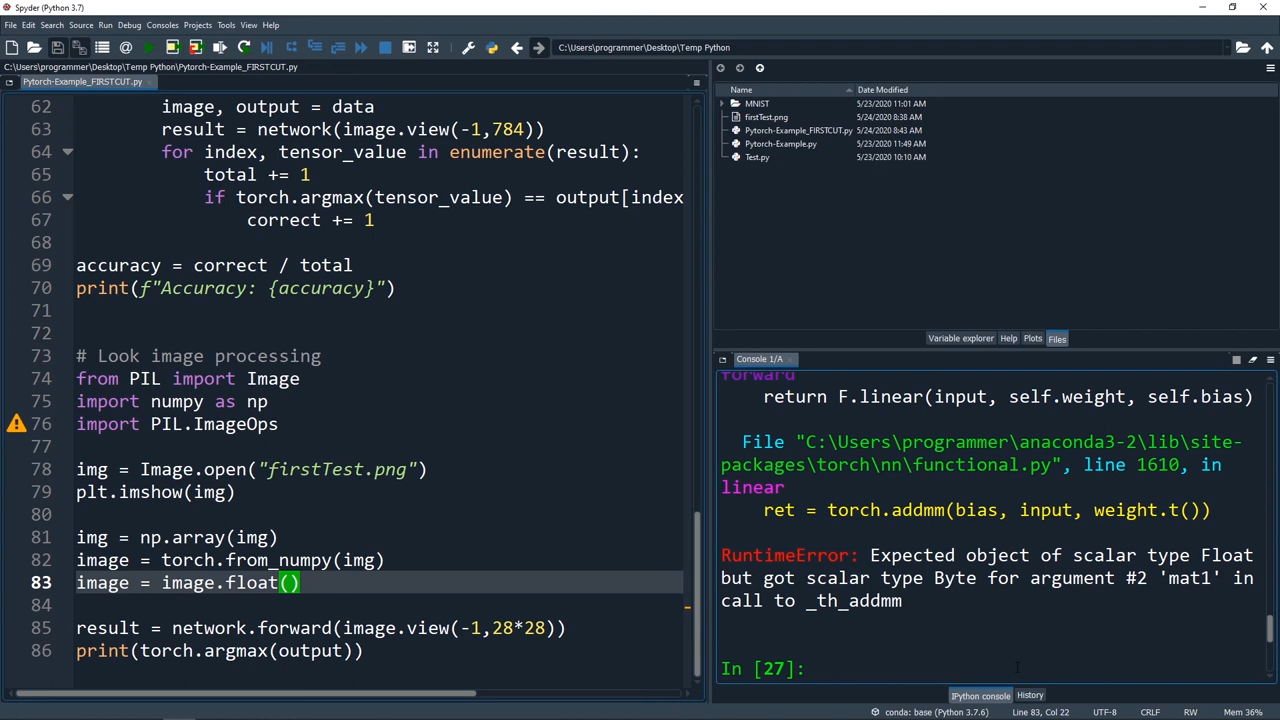 Spyder (Python 3.7)
File Edit Search Source Run Debug Consoles Projects Tools View Help
C:\Users\programmer\Desktop\Temp Python
C:\Users\programmer\Desktop\Temp Python\Pytorch-Example_FIRSTCUT.py
Pytorch-Example_FIRSTCUT.py
62 image, output = data
63 result = network(image.view(-1,784))
64 for index, tensor_value in enumerate(result):
65 total += 1
66 if torch.argmax(tensor_value) == output[index
67 correct += 1
68
69 accuracy = correct / total
70 print(f"Accuracy: {accuracy}")
71
72
73 # Look image processing
74 from PIL import Image
75 import numpy as np
76 import PIL.ImageOps
77
78 img = Image.open("firstTest.png")
79 plt.imshow(img)
80
81 img = np.array(img)
82 image = torch.from_numpy(img)
83 image = image.float()
84
85 result = network.forward(image.view(-1,28*28))
86 print(torch.argmax(output))
Name Date Modified
MNIST 5/23/2020 11:01 AM
firstTest.png 5/24/2020 8:38 AM
Pytorch-Example_FIRSTCUT.py 5/24/2020 8:43 AM
Pytorch-Example.py 5/23/2020 11:49 AM
Test.py 5/23/2020 10:10 AM
Variable explorer Help Plots Files
Console 1/A
forward
return F.linear(input, self.weight, self.bias)
File "C:\Users\programmer\anaconda3-2\lib\site-
packages\torch\nn\functional.py", line 1610, in
linear
ret = torch.addmm(bias, input, weight.t())
RuntimeError: Expected object of scalar type Float
but got scalar type Byte for argument #2 'mat1' in
call to _th_addmm
In [27]:
IPython console History
conda: base (Python 3.7.6) Line 83, Col 22 UTF-8 CRLF RW Mem 36%